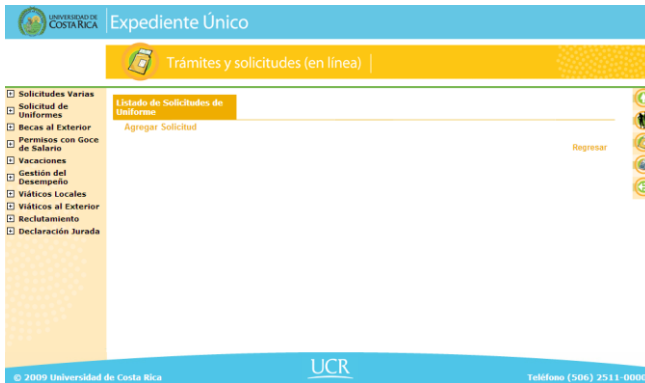 UNIVERSIDAD DE
COSTA RICA
Expediente Único
Trámites y solicitudes (en línea)
Solicitudes Varias
Solicitud de
Uniformes
Becas al Exterior
Permisos con Goce
de Salario
Vacaciones
Gestión del
Desempeño
Viáticos Locales
Viáticos al Exterior
Reclutamiento
Declaración Jurada
Listado de Solicitudes de
Uniforme
Agregar Solicitud
Regresar
© 2009 Universidad de Costa Rica
UCR
Teléfono (506) 2511-0000